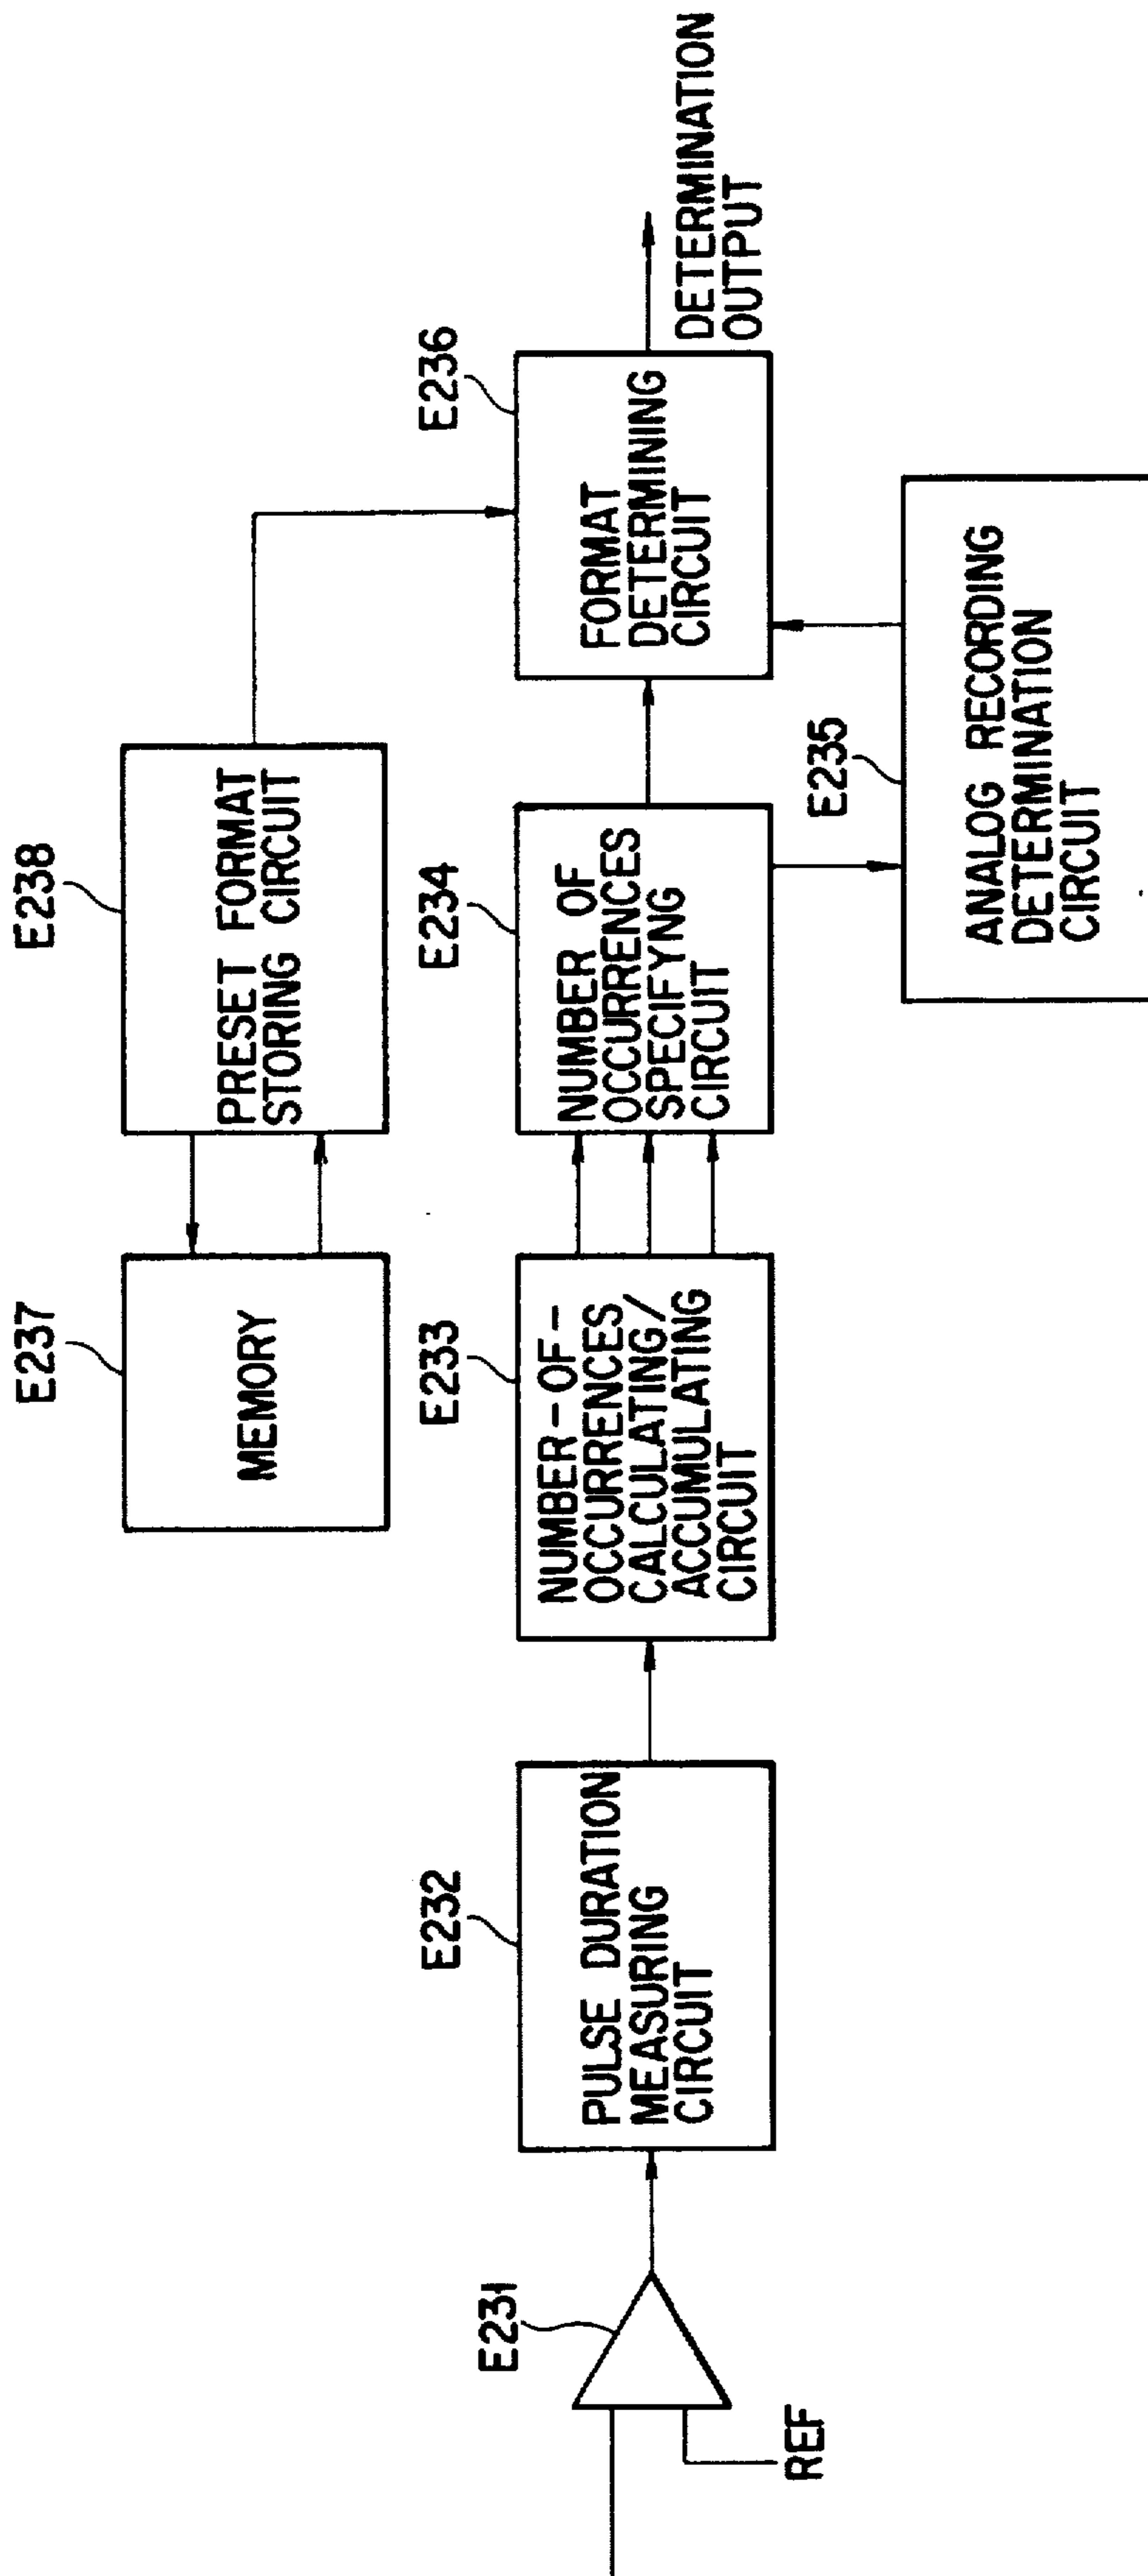 E237
MEMORY
E238
PRESET FORMAT
STORING CIRCUIT
E231
REF
E232
PULSE DURATION
MEASURING
CIRCUIT
E233
NUMBER-OF-
OCCURRENCES
CALCULATING/
ACCUMULATING
CIRCUIT
E234
NUMBER OF
OCCURRENCES
SPECIFYNG
CIRCUIT
E236
FORMAT
DETERMINING
CIRCUIT
DETERMINATION
OUTPUT
E235
ANALOG RECORDING
DETERMINATION
CIRCUIT